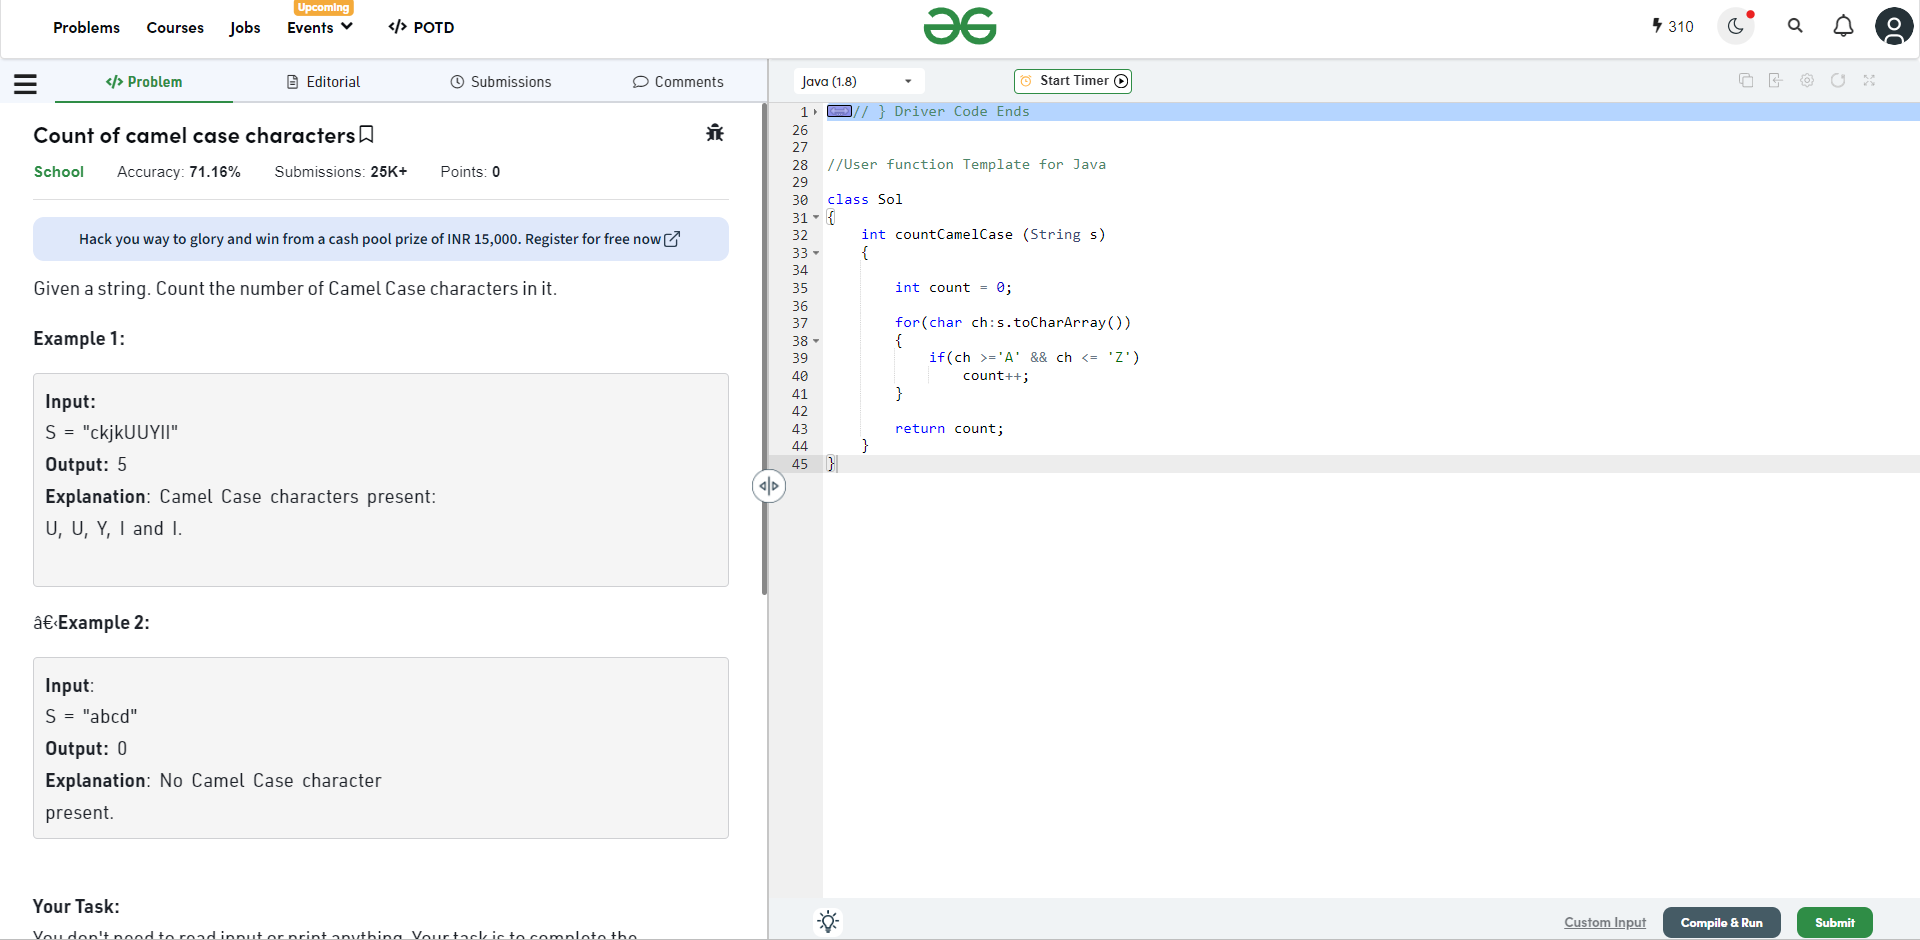 Problems Courses Jobs Upcoming Events POTD 310
Problem Editorial Submissions Comments
Count of camel case characters
School Accuracy: 71.16% Submissions: 25K+ Points: 0
Hack you way to glory and win from a cash pool prize of INR 15,000. Register for free now
Given a string. Count the number of Camel Case characters in it.
Example 1:
Input:
S = "ckjkUUYII"
Output: 5
Explanation: Camel Case characters present:
U, U, Y, I and I.
â€‹Example 2:
Input:
S = "abcd"
Output: 0
Explanation: No Camel Case character
present.
Your Task:
You don't need to read input or print anything. Your task is to complete the
Java (1.8) Start Timer
1 // } Driver Code Ends
26
27
28 //User function Template for Java
29
30 class Sol
31 {
32 int countCamelCase (String s)
33 {
34
35 int count = 0;
36
37 for(char ch:s.toCharArray())
38 {
39 if(ch >='A' && ch <= 'Z')
40 count++;
41 }
42
43 return count;
44 }
45 }
Custom Input Compile & Run Submit